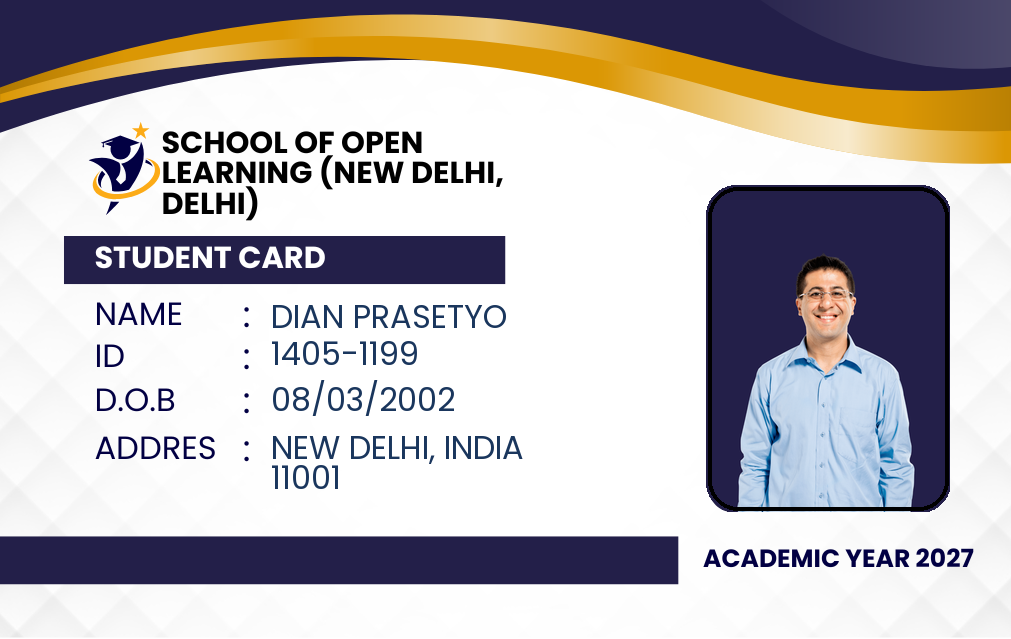 SCHOOL OF OPEN
LEARNING (NEW DELHI,
DELHI)
STUDENT CARD
NAME : DIAN PRASETYO
ID : 1405-1199
D.O.B : 08/03/2002
ADDRES : NEW DELHI, INDIA
11001
ACADEMIC YEAR 2027